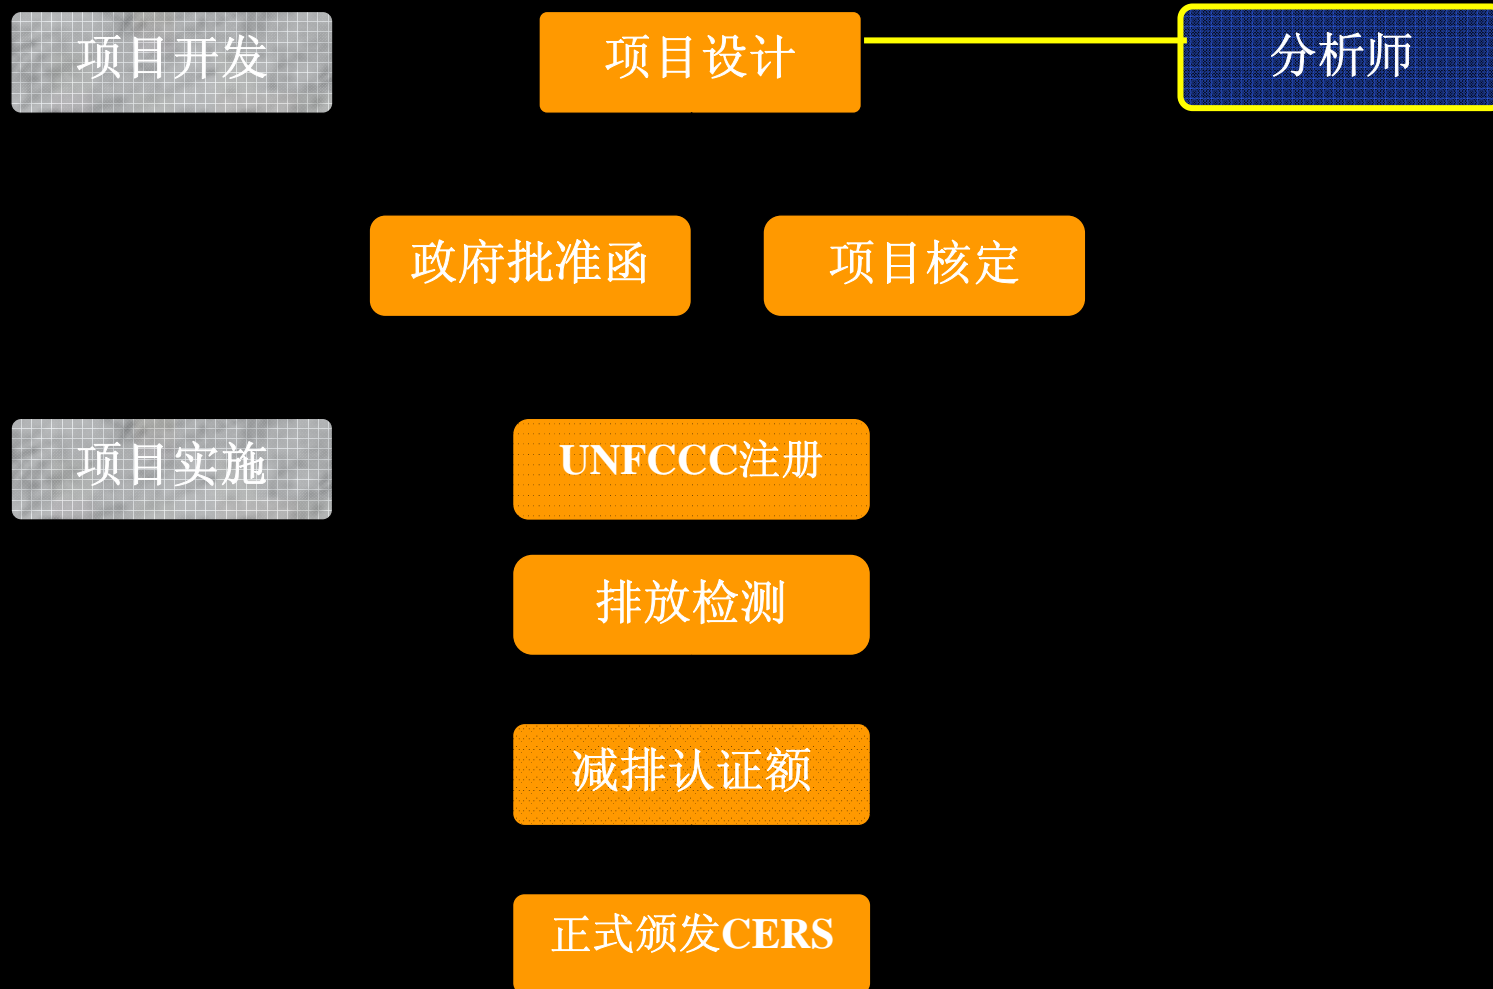 项目开发
项目设计
分析师
政府批准函
项目核定
项目实施
UNFCCC注册
排放检测
减排认证额
正式颁发CERS